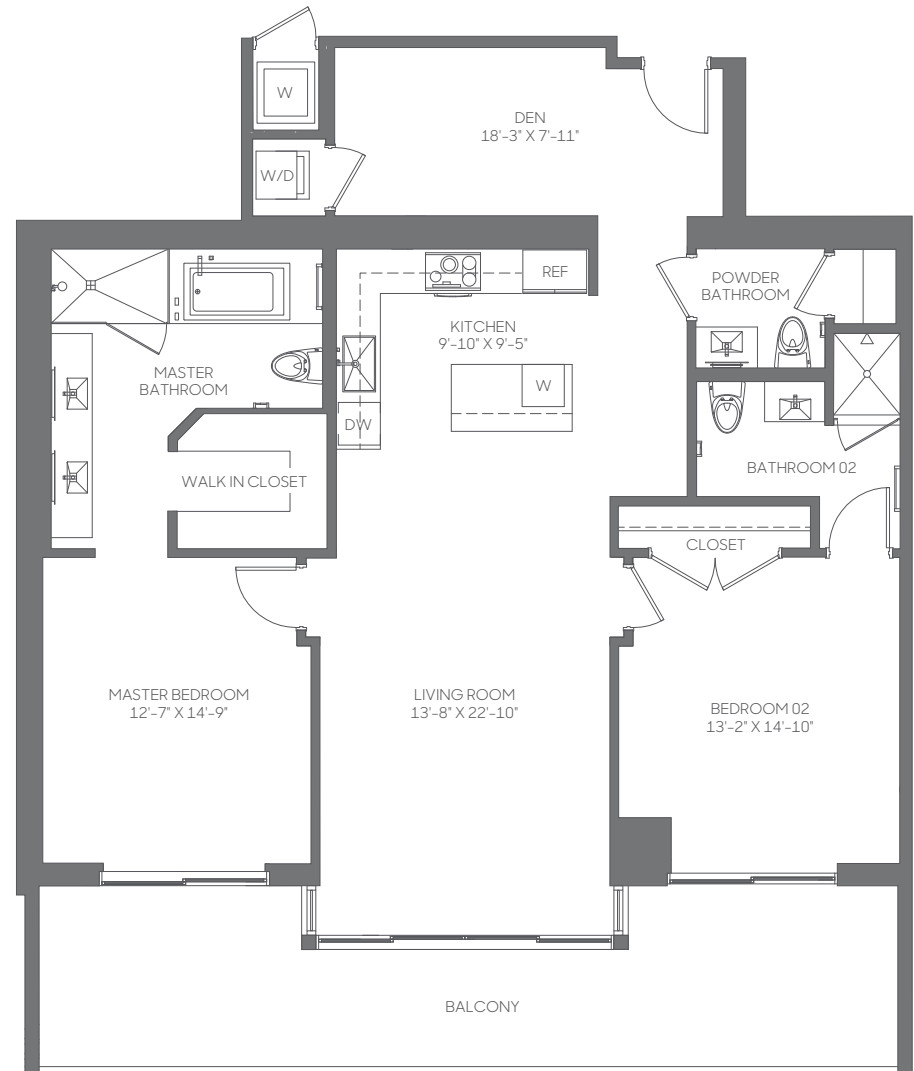 W
DEN
18'-3" X 7'-11"
W/D
POWDER
BATHROOM
REF
KITCHEN
9'-10" X 9'-5"
MASTER
BATHROOM
W
DW
WALK IN CLOSET
BATHROOM 02
CLOSET
MASTER BEDROOM
12'-7" X 14'-9"
LIVING ROOM
13'-8" X 22'-10"
BEDROOM 02
13'-2" X 14'-10"
BALCONY